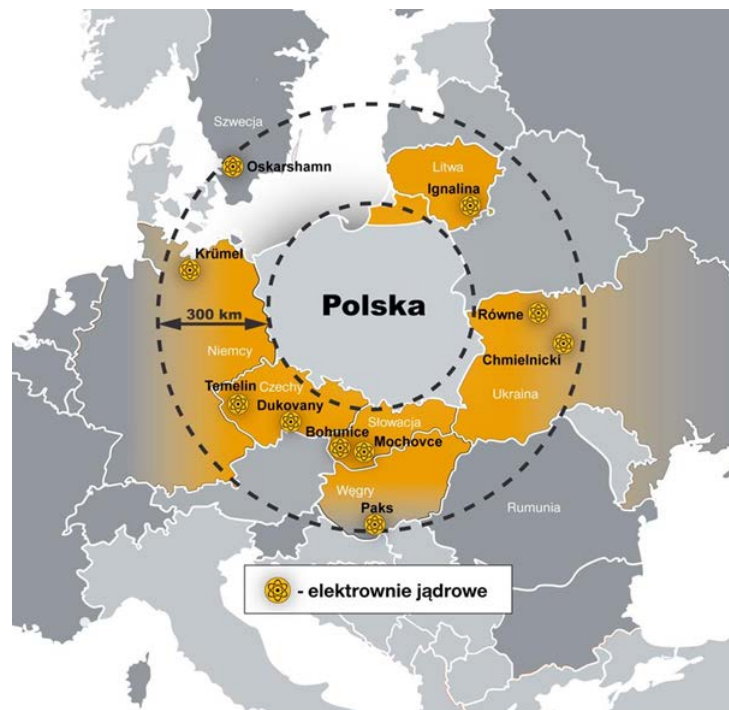 Szwecja
Oskarshamn
Litwa
Ignalina
Krümel
Polska
300 km
Równe
Niemcy
Chmielnicki
Temelin
Czechy
Ukraina
Dukovany
Słowacja
Bohunice
Mochovce
Węgry
Paks
Rumunia
- elektrownie jądrowe